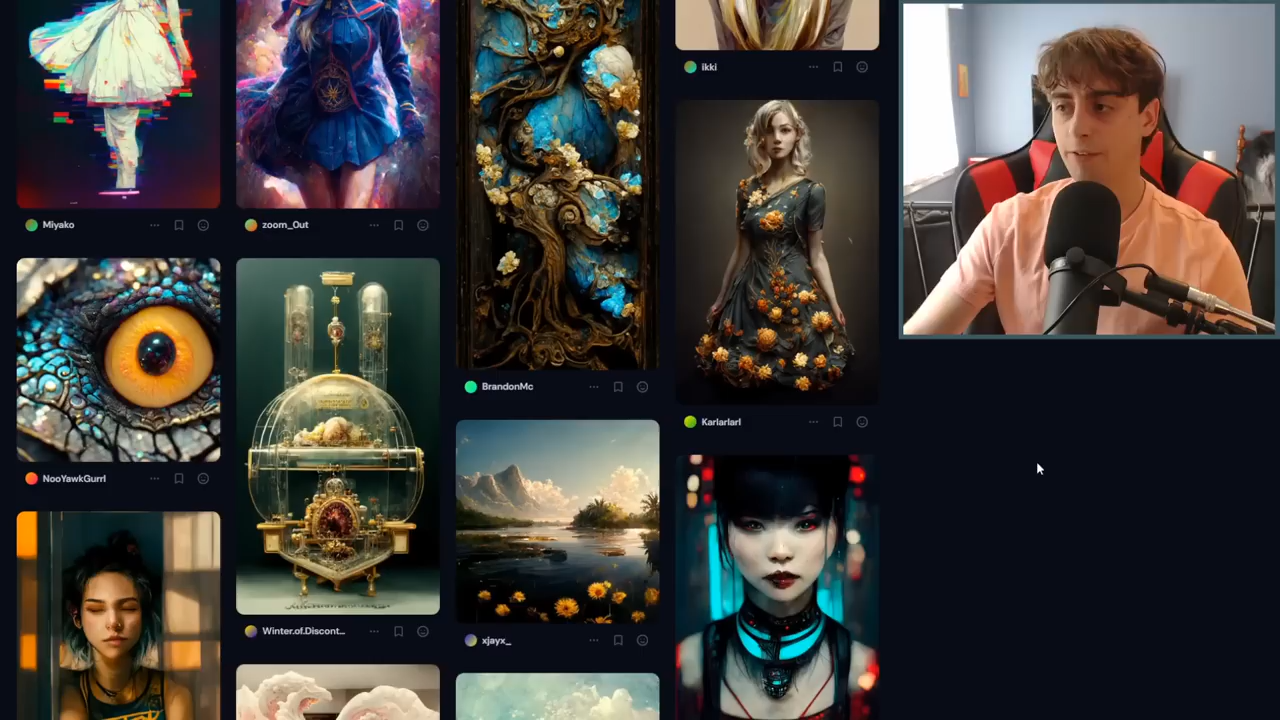 ikki
Miyako
zoom_Out
BrandonMc
Karlarlarl
NooYawkGurrl
Winter.of.Discont...
xjayx_